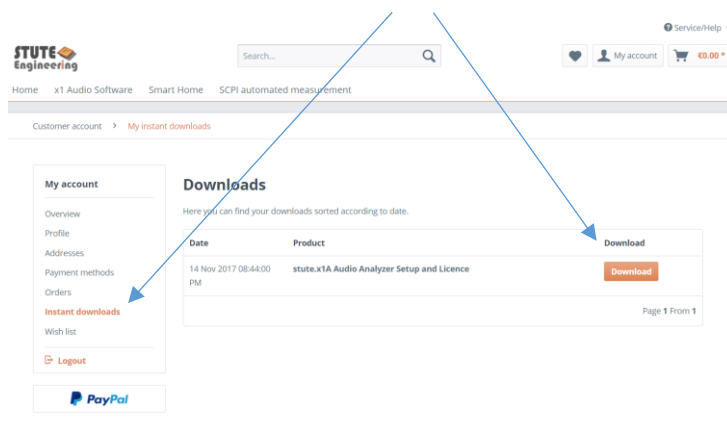 Service/Help
STUTE
Engineering
Search...
My account
€0.00 *
Home x1 Audio Software Smart Home SCPI automated measurement
Customer account > My instant downloads
My account
Overview
Profile
Addresses
Payment methods
Orders
Instant downloads
Wish list
Logout
PayPal
Downloads
Here you can find your downloads sorted according to date.
Date Product Download
14 Nov 2017 08:44:00 stute.x1A Audio Analyzer Setup and Licence Download
PM
Page 1 From 1